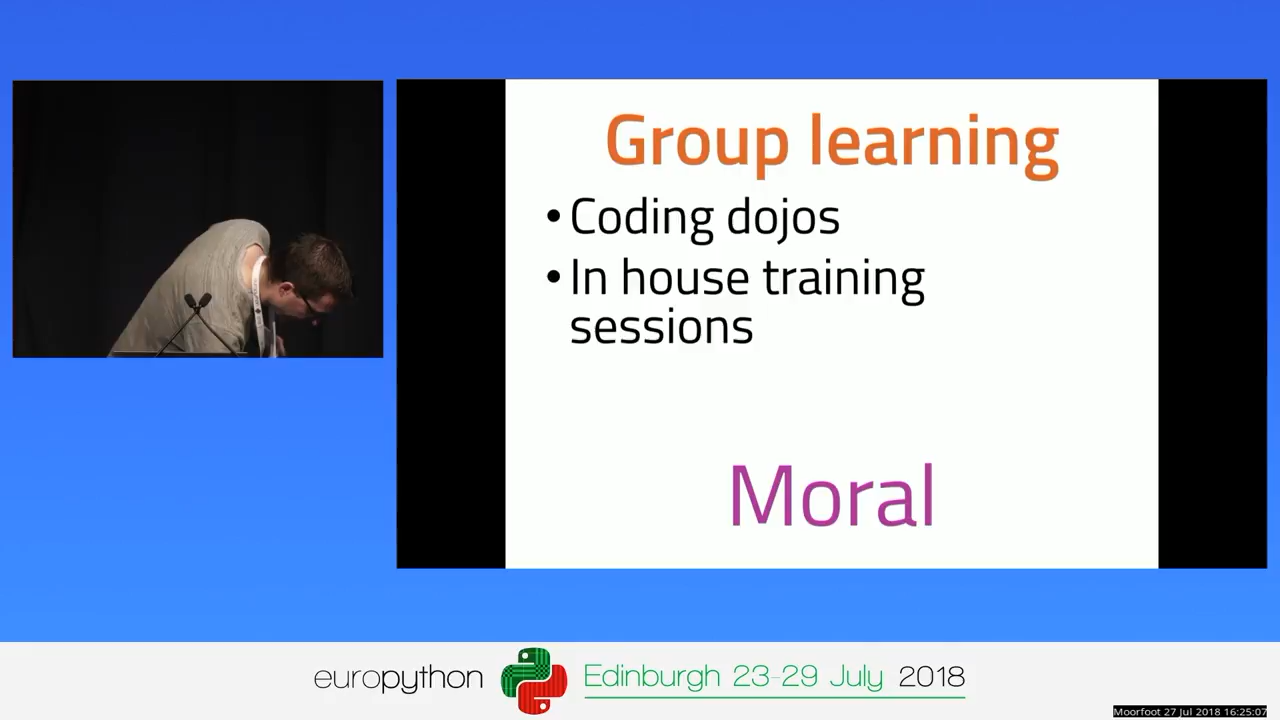 Group learning
• Coding dojos
• In house training
sessions
Moral
europython Edinburgh 23-29 July 2018
Moorfoot 27 Jul 2018 16:25:07